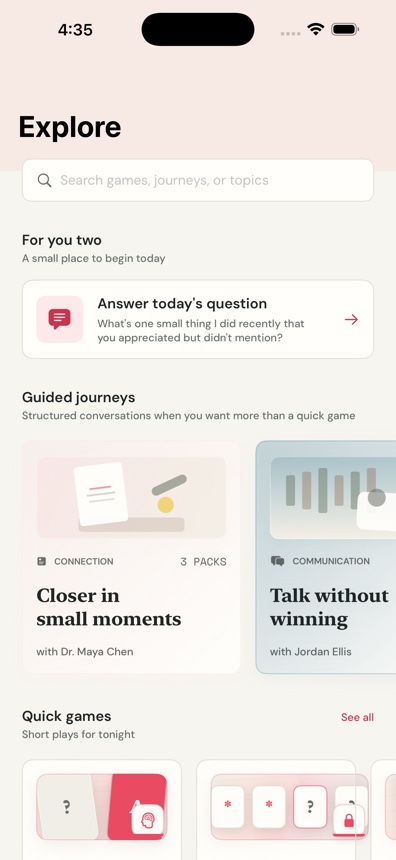 4:35
Explore
Search games, journeys, or topics
For you two
A small place to begin today
Answer today's question
What's one small thing I did recently that
you appreciated but didn't mention?
Guided journeys
Structured conversations when you want more than a quick game
CONNECTION
3 PACKS
Closer in
small moments
with Dr. Maya Chen
COMMUNICATION
Talk without
winning
with Jordan Ellis
Quick games
See all
Short plays for tonight
?
* * ? ?